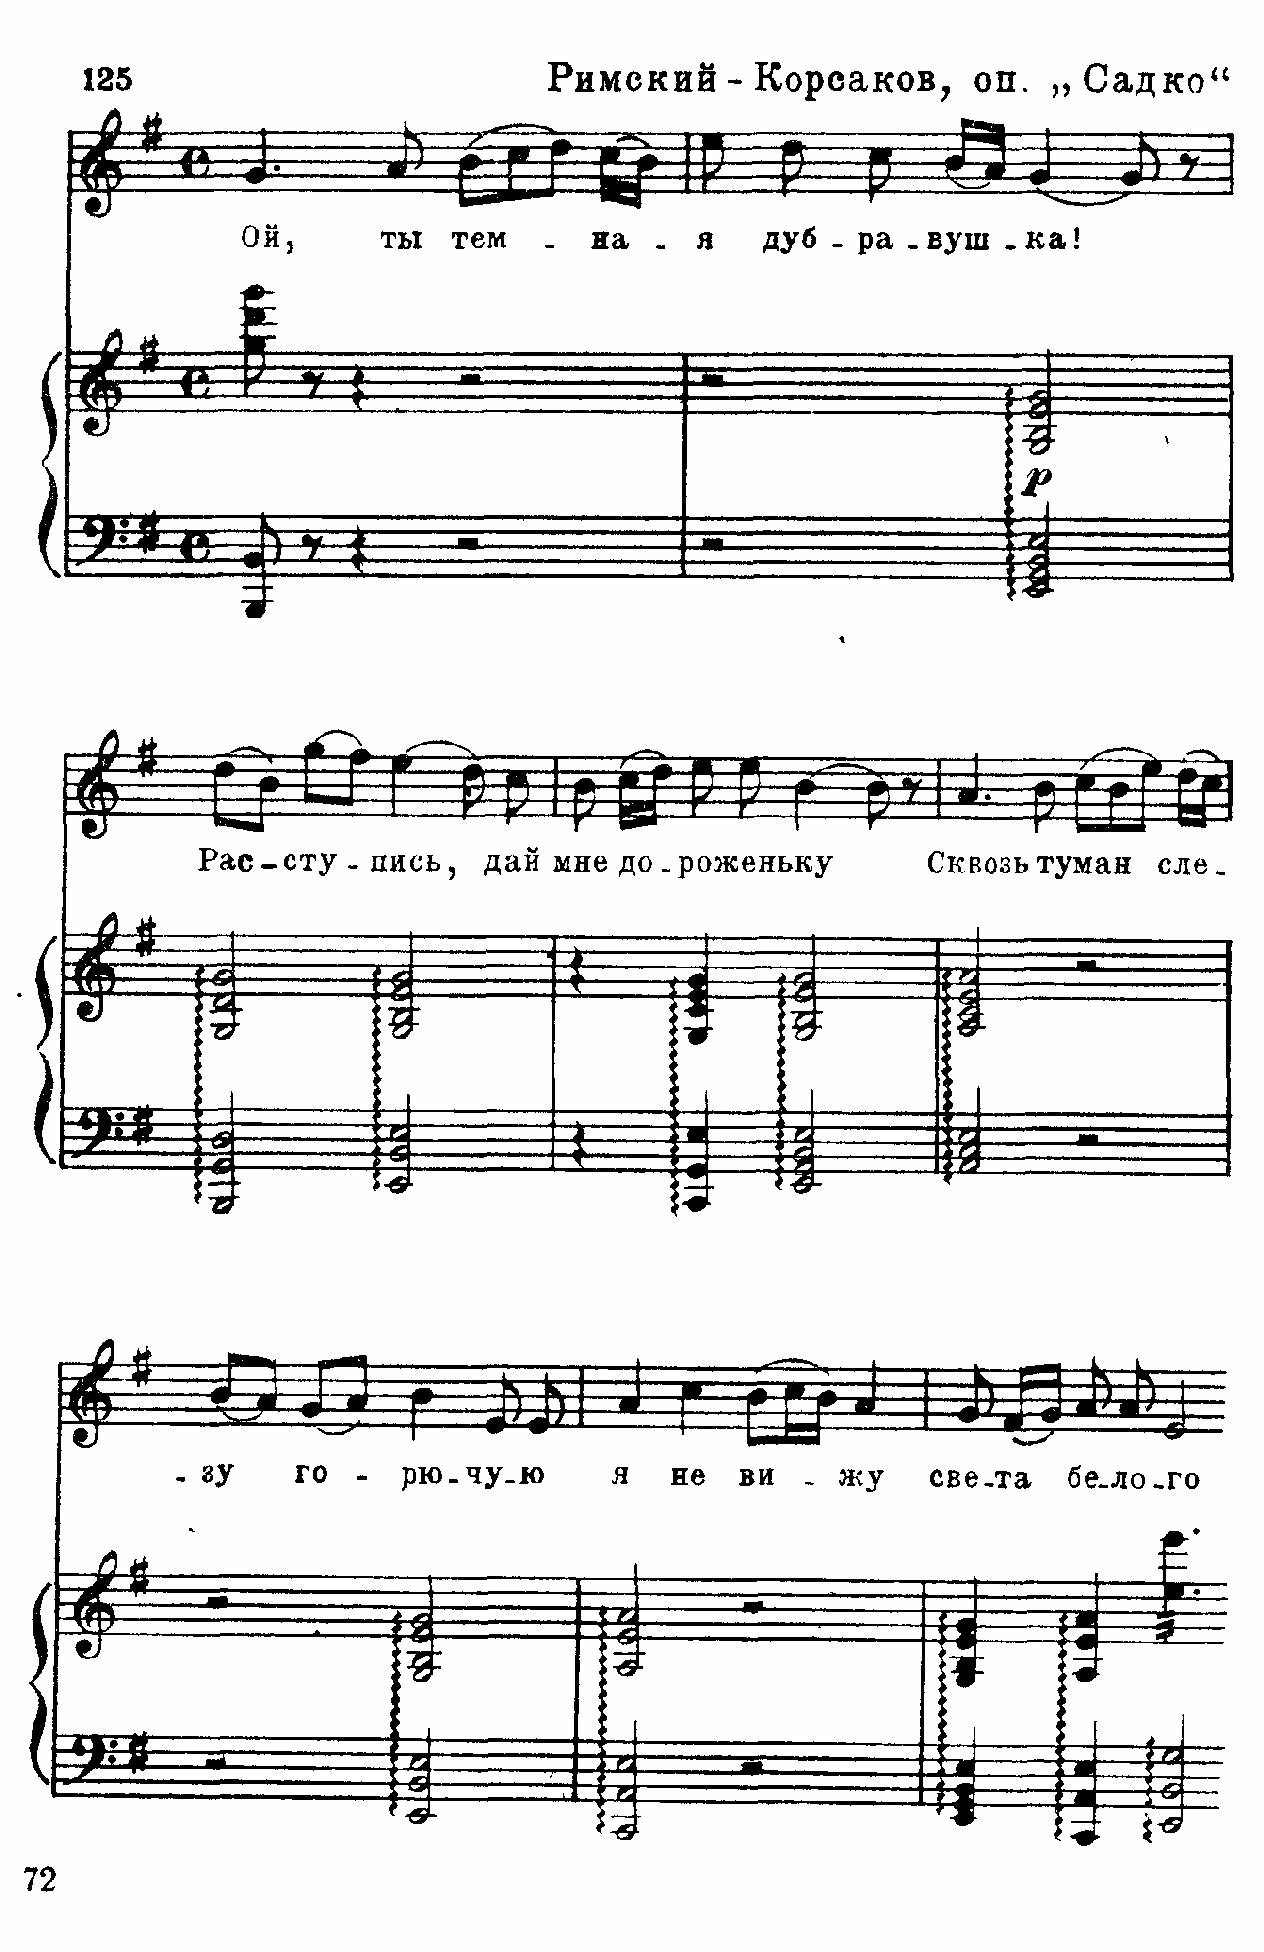 125 Римский - Корсаков, оп. „Садко“
Ой, ты тем - на - я дуб - ра - вуш - ка!
p
Рас - сту - пись, дай мне до - роженьку Сквозь туман сле -
- зу го - рю - чу - ю я не ви - жу све - та бе - ло - го
72